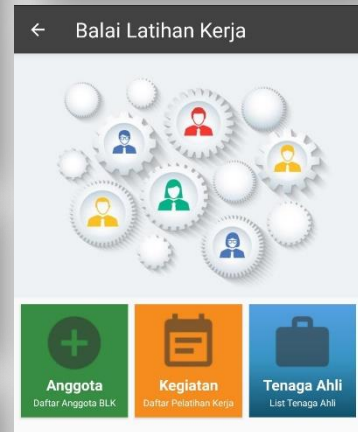 Balai Latihan Kerja
Anggota
Daftar Anggota BLK
Kegiatan
Daftar Pelatihan Kerja
Tenaga Ahli
List Tenaga Ahli